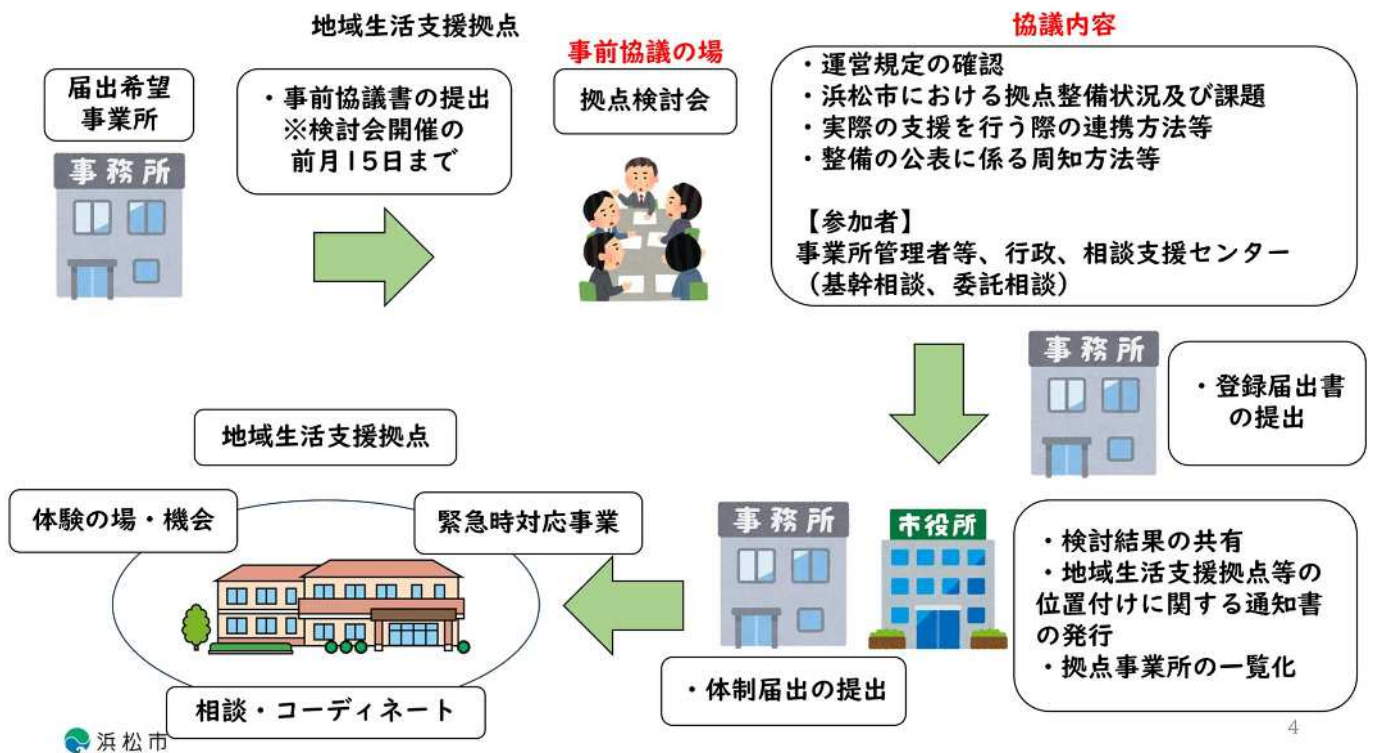 地域生活支援拠点
届出希望
事業所
事務所
・事前協議書の提出
※検討会開催の
前月15日まで
事前協議の場
拠点検討会
協議内容
・運営規定の確認
・浜松市における拠点整備状況及び課題
・実際の支援を行う際の連携方法等
・整備の公表に係る周知方法等
【参加者】
事業所管理者等、行政、相談支援センター
（基幹相談、委託相談）
事務所
・登録届出書
の提出
事務所
市役所
・検討結果の共有
・地域生活支援拠点等の
位置付けに関する通知書
の発行
・拠点事業所の一覧化
・体制届出の提出
地域生活支援拠点
体験の場・機会
緊急時対応事業
相談・コーディネート
浜松市
4